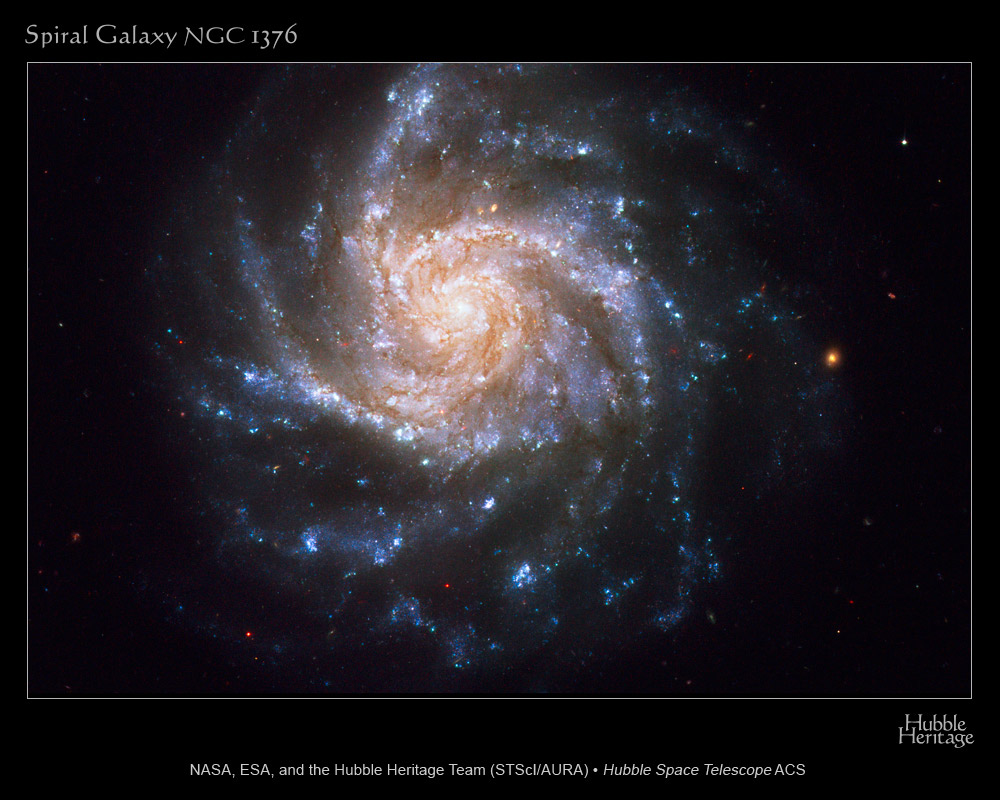 Spiral Galaxy NGC 1376
Hubble
Heritage
NASA, ESA, and the Hubble Heritage Team (STScI/AURA) • Hubble Space Telescope ACS